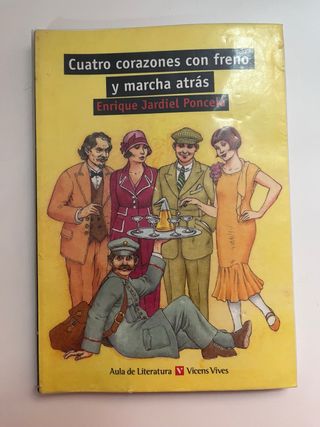 Cuatro corazones con freno
y marcha atrás
Enrique Jardiel Poncela
Aula de Literatura V Vicens Vives